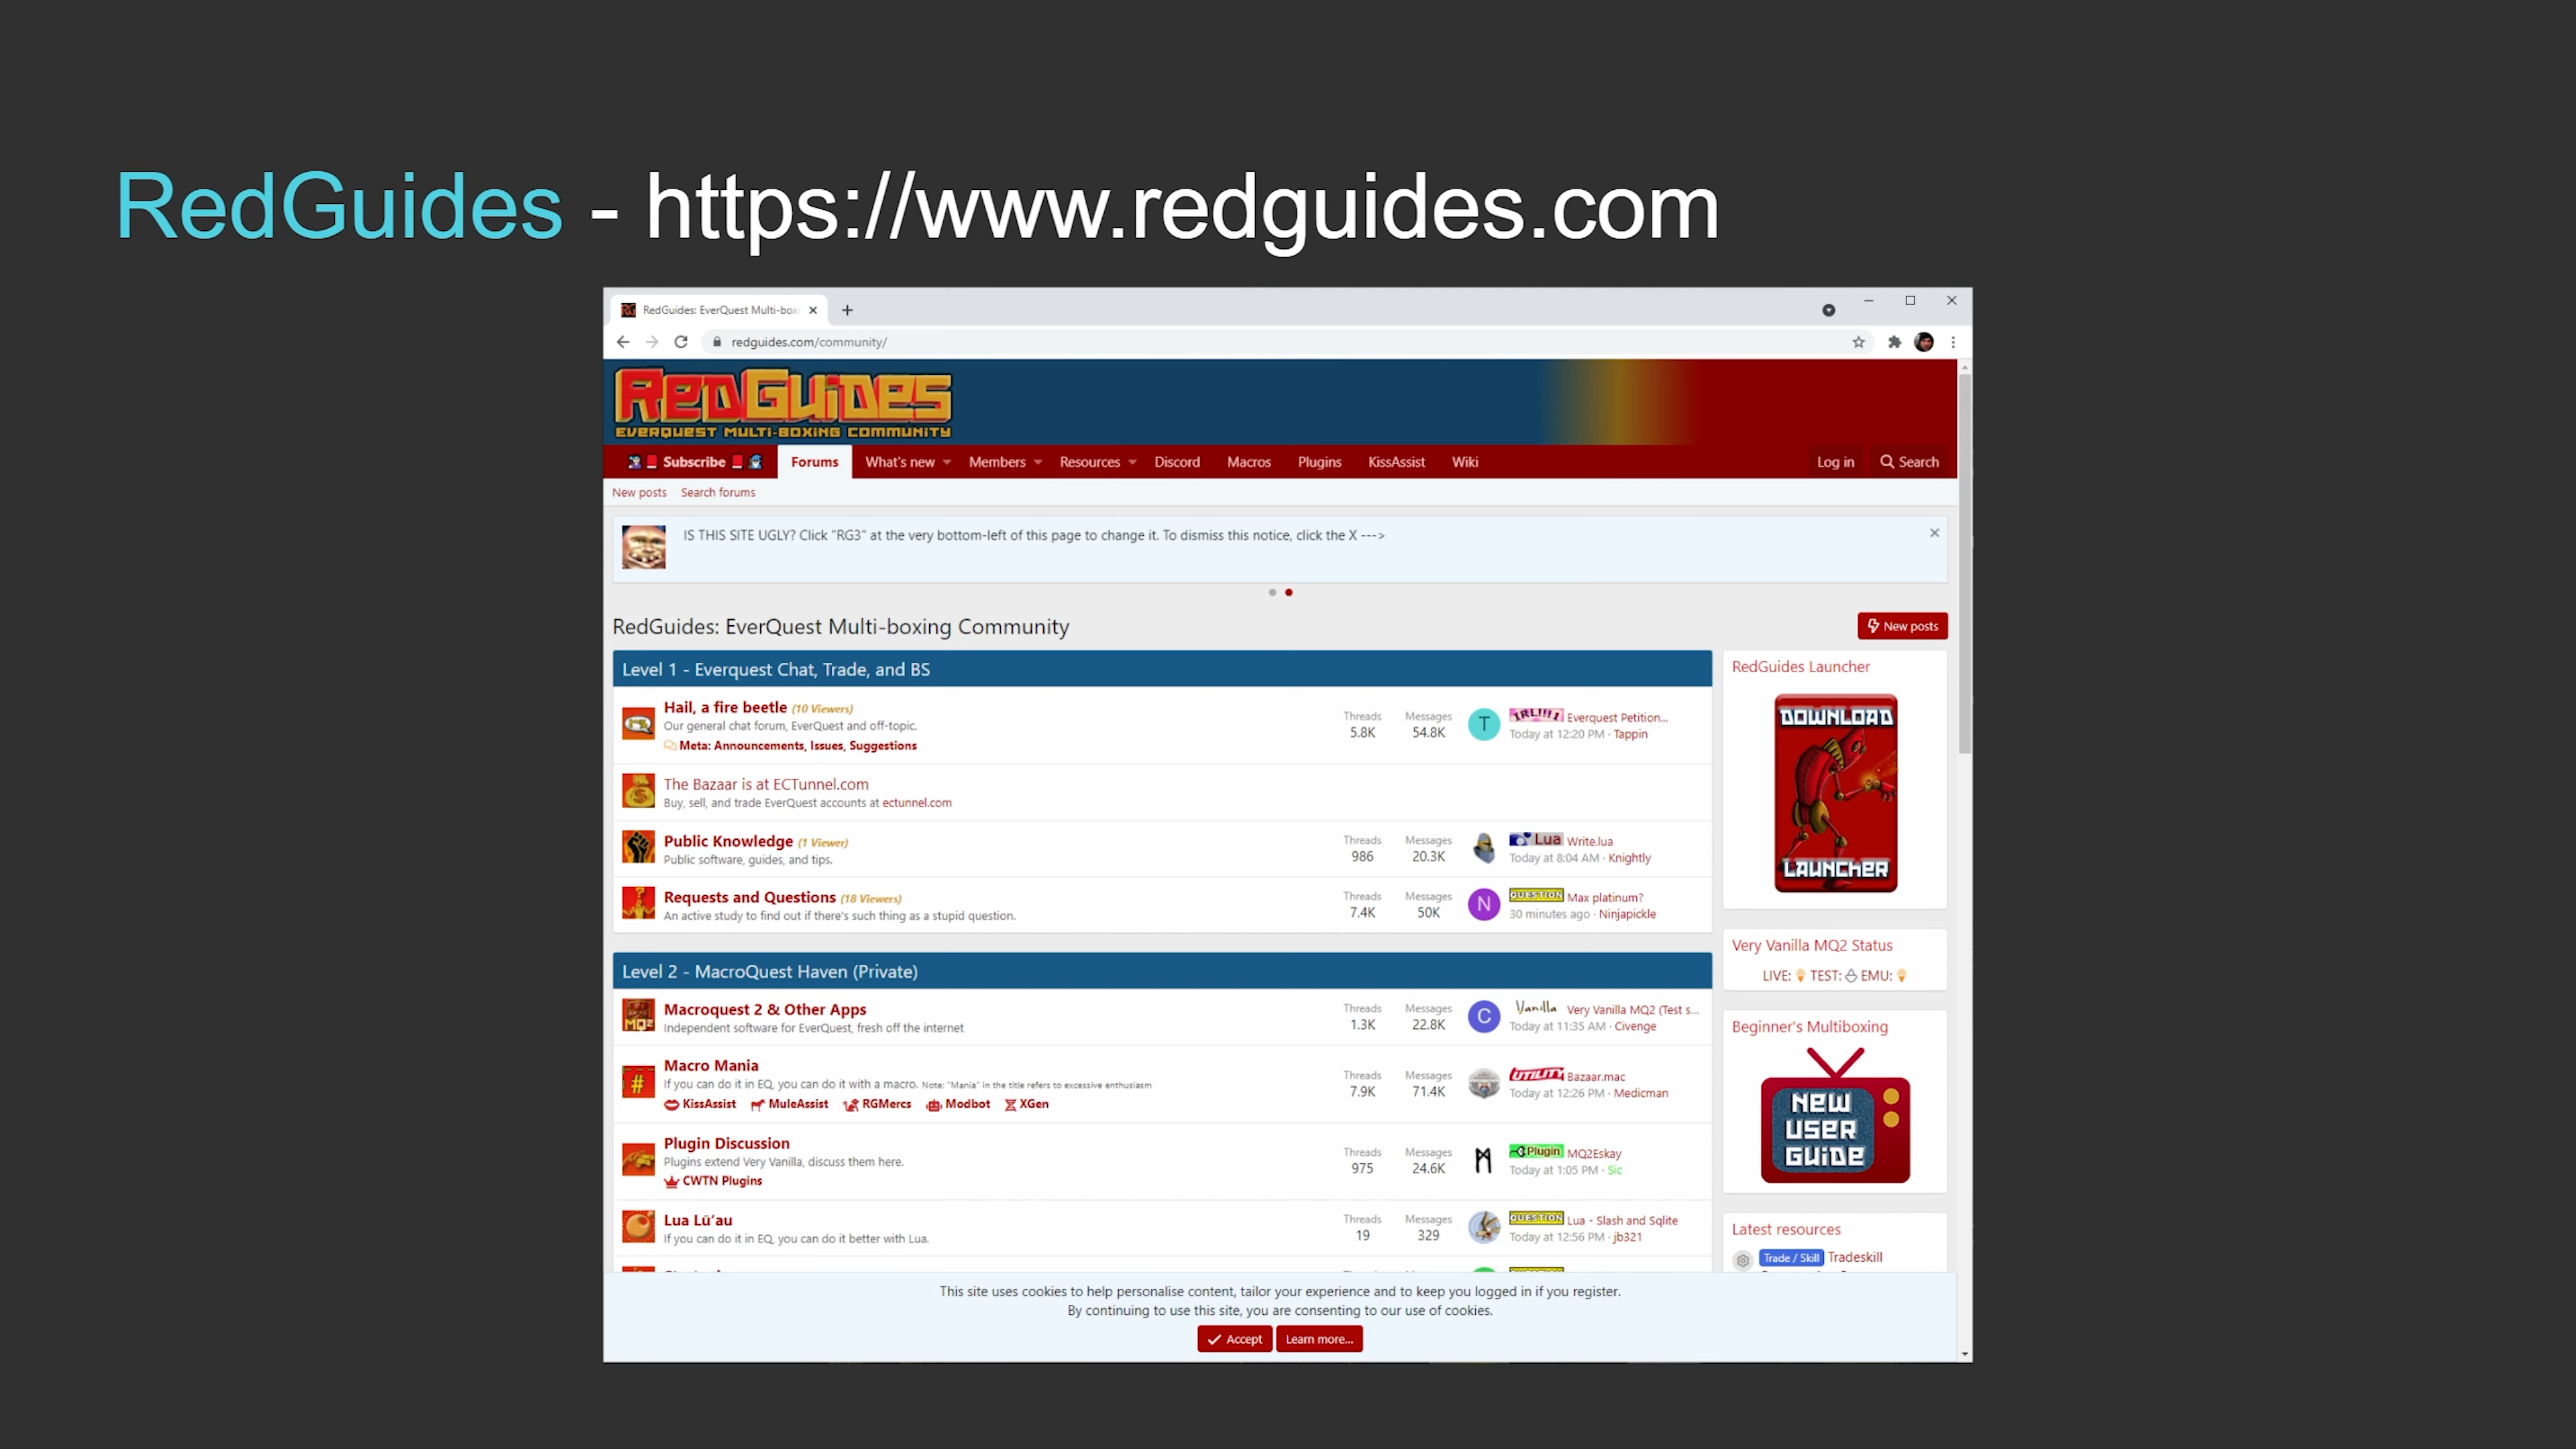 RedGuides - https://www.redguides.com
RedGuides: EverQuest Multi-box
redguides.com/community/
REDGUIDES
EVERQUEST MULTI-BOXING COMMUNITY
Subscribe Forums What's new Members Resources Discord Macros Plugins KissAssist Wiki Log in Search
New posts Search forums
IS THIS SITE UGLY? Click "RG3" at the very bottom-left of this page to change it. To dismiss this notice, click the X --->
RedGuides: EverQuest Multi-boxing Community
New posts
Level 1 - Everquest Chat, Trade, and BS
Hail, a fire beetle (10 Viewers)
Our general chat forum, EverQuest and off-topic.
Meta: Announcements, Issues, Suggestions
Threads
5.8K
Messages
54.8K
T
IRL!!!!1 Everquest Petition...
Today at 12:20 PM · Tappin
The Bazaar is at ECTunnel.com
Buy, sell, and trade EverQuest accounts at ectunnel.com
Public Knowledge (1 Viewer)
Public software, guides, and tips.
Threads
986
Messages
20.3K
Lua Write.lua
Today at 8:04 AM · Knightly
Requests and Questions (18 Viewers)
An active study to find out if there's such thing as a stupid question.
Threads
7.4K
Messages
50K
N
QUESTION Max platinum?
30 minutes ago · Ninjapickle
Level 2 - MacroQuest Haven (Private)
MQ2
Macroquest 2 & Other Apps
Independent software for EverQuest, fresh off the internet
Threads
1.3K
Messages
22.8K
C
Vanilla Very Vanilla MQ2 (Test s...
Today at 11:35 AM · Civenge
#
Macro Mania
If you can do it in EQ, you can do it with a macro. Note: "Mania" in the title refers to excessive enthusiasm
KissAssist MuleAssist RGMercs Modbot XGen
Threads
7.9K
Messages
71.4K
UTILITY Bazaar.mac
Today at 12:26 PM · Medicman
Plugin Discussion
Plugins extend Very Vanilla, discuss them here.
CWTN Plugins
Threads
975
Messages
24.6K
Plugin MQ2Eskay
Today at 1:05 PM · Sic
Lua Lūʻau
If you can do it in EQ, you can do it better with Lua.
Threads
19
Messages
329
QUESTION Lua - Slash and Sqlite
Today at 12:56 PM · jb321
RedGuides Launcher
DOWNLOAD
LAUNCHER
Very Vanilla MQ2 Status
LIVE: TEST: EMU:
Beginner's Multiboxing
NEW
USER
GUIDE
Latest resources
Trade / Skill Tradeskill
This site uses cookies to help personalise content, tailor your experience and to keep you logged in if you register.
By continuing to use this site, you are consenting to our use of cookies.
Accept Learn more...